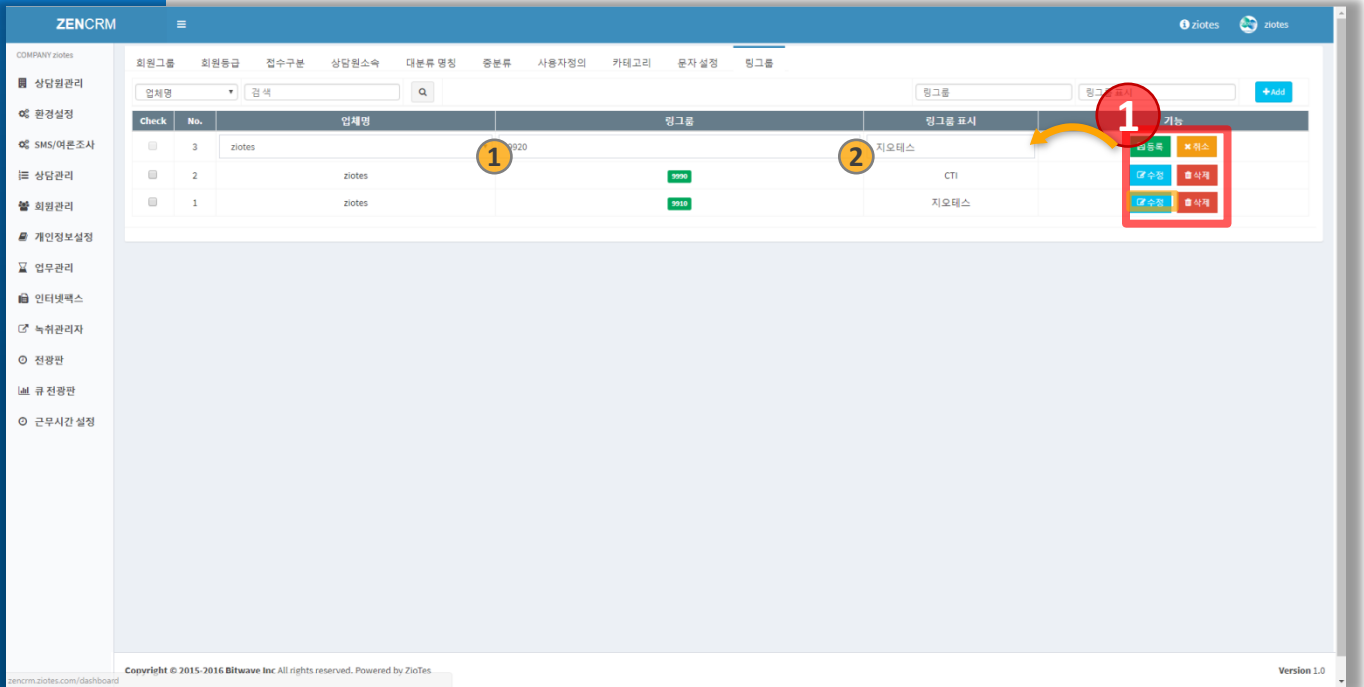 ZENCRM
ziotes ziotes
COMPANY ziotes
상담원관리
환경설정
SMS/여론조사
상담관리
회원관리
개인정보설정
업무관리
인터넷팩스
녹취관리자
전광판
큐 전광판
근무시간 설정
회원그룹 회원등급 접수구분 상담원소속 대분류 명칭 중분류 사용자정의 카테고리 문자 설정 링그룹
업체명 검색 링그룹 링그룹 표시 Add
Check No. 업체명 링그룹 링그룹 표시 기능
1
3 ziotes 1 9920 2 지오테스 등록 취소
2 ziotes 9990 CTI 수정 삭제
1 ziotes 9910 지오테스 수정 삭제
Copyright © 2015-2016 Bitwave Inc All rights reserved. Powered by ZioTes Version 1.0
zencrm.ziotes.com/dashboard